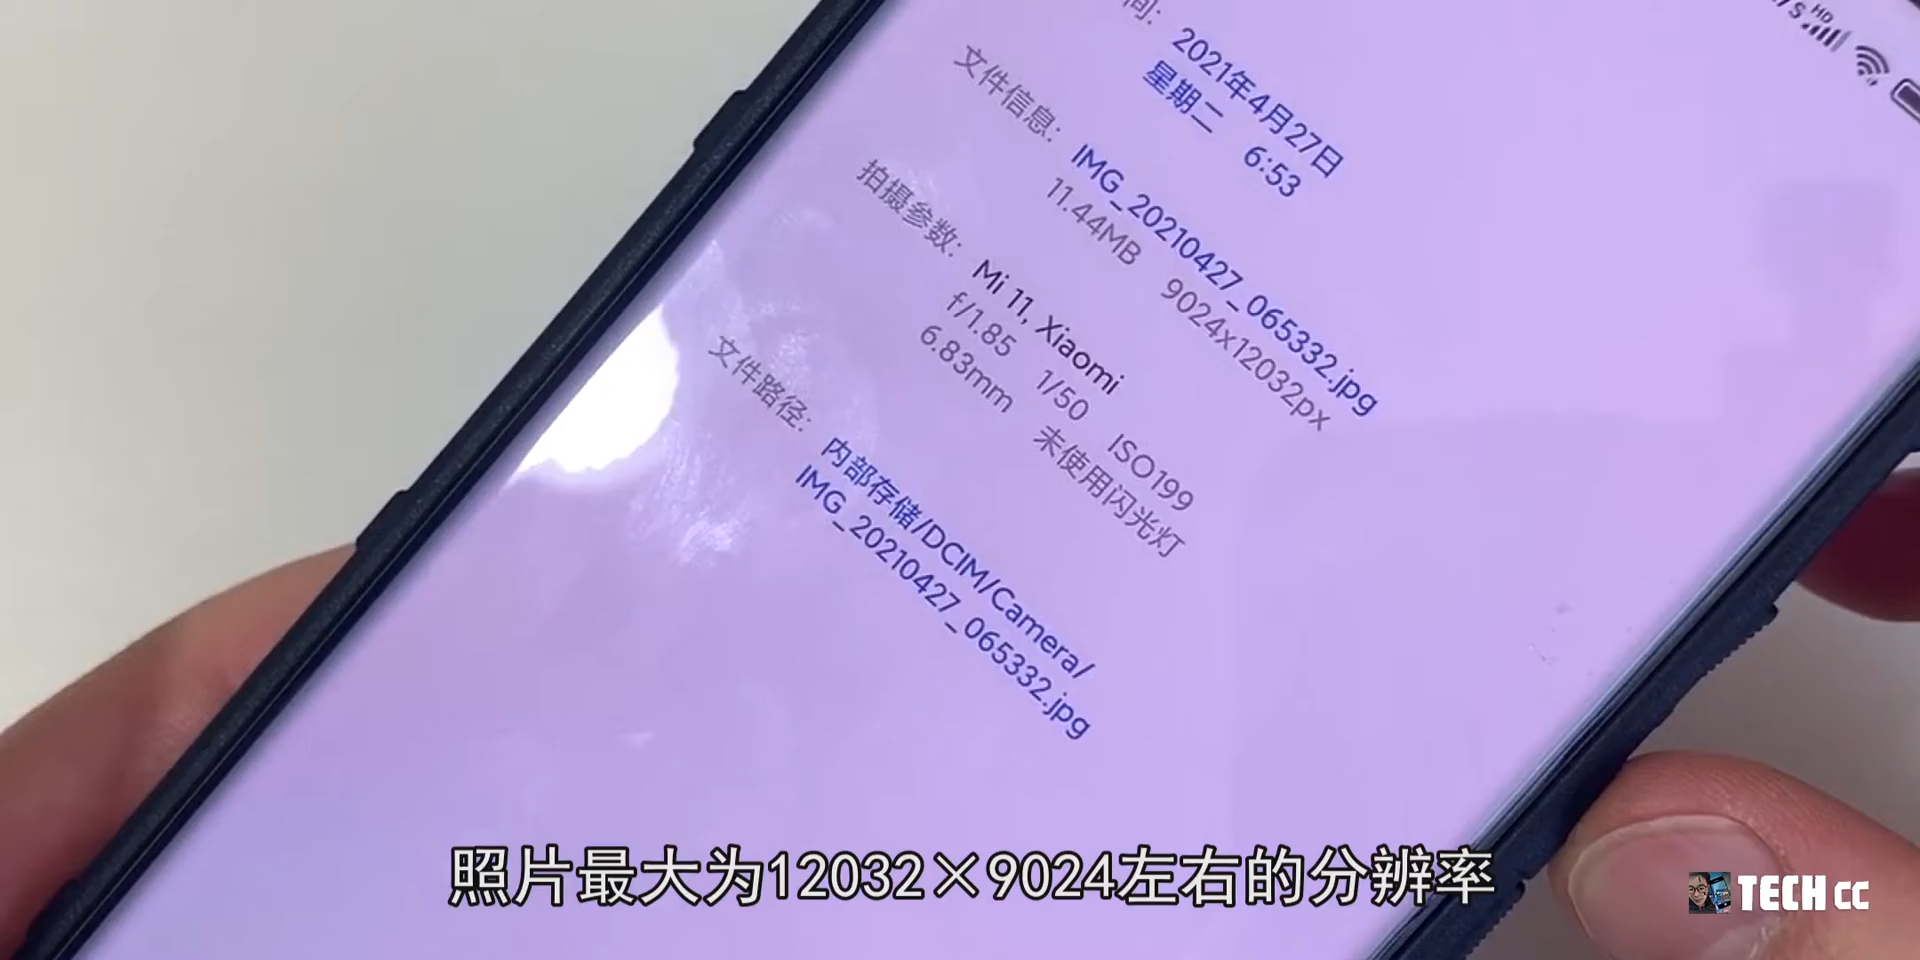 间:
2021年4月27日
星期二 6:53
文件信息:
IMG_20210427_065332.jpg
11.44MB 9024x12032px
拍摄参数:
Mi 11, Xiaomi
f/1.85 1/50 ISO199
6.83mm 未使用闪光灯
文件路径:
内部存储/DCIM/Camera/
IMG_20210427_065332.jpg
照片最大为12032×9024左右的分辨率
TECH CC